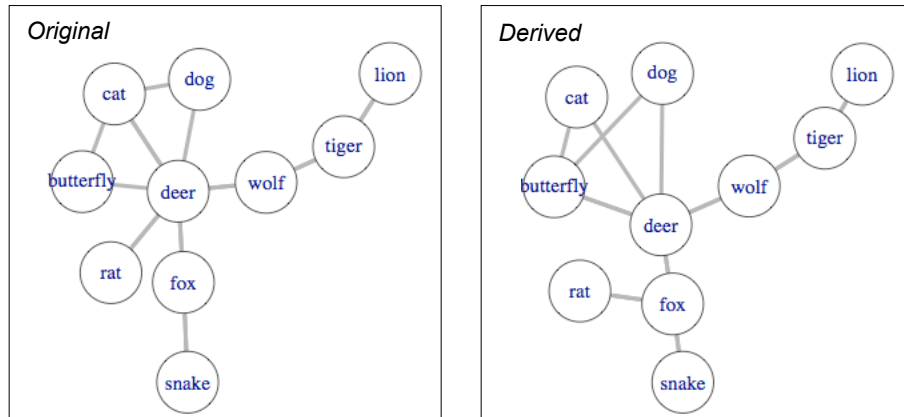 Original
dog
lion
cat
tiger
butterfly
deer
wolf
rat
fox
snake
Derived
dog
lion
cat
tiger
butterfly
wolf
deer
rat
fox
snake